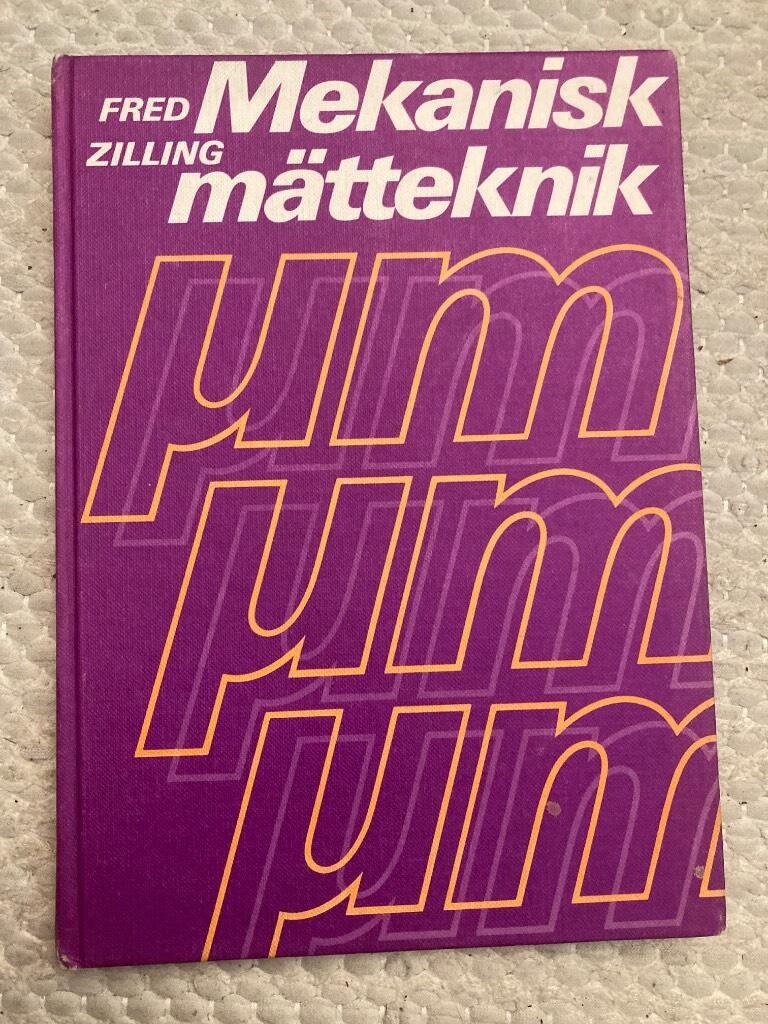 FRED
ZILLING
Mekanisk
mätteknik
µm
µm
µm